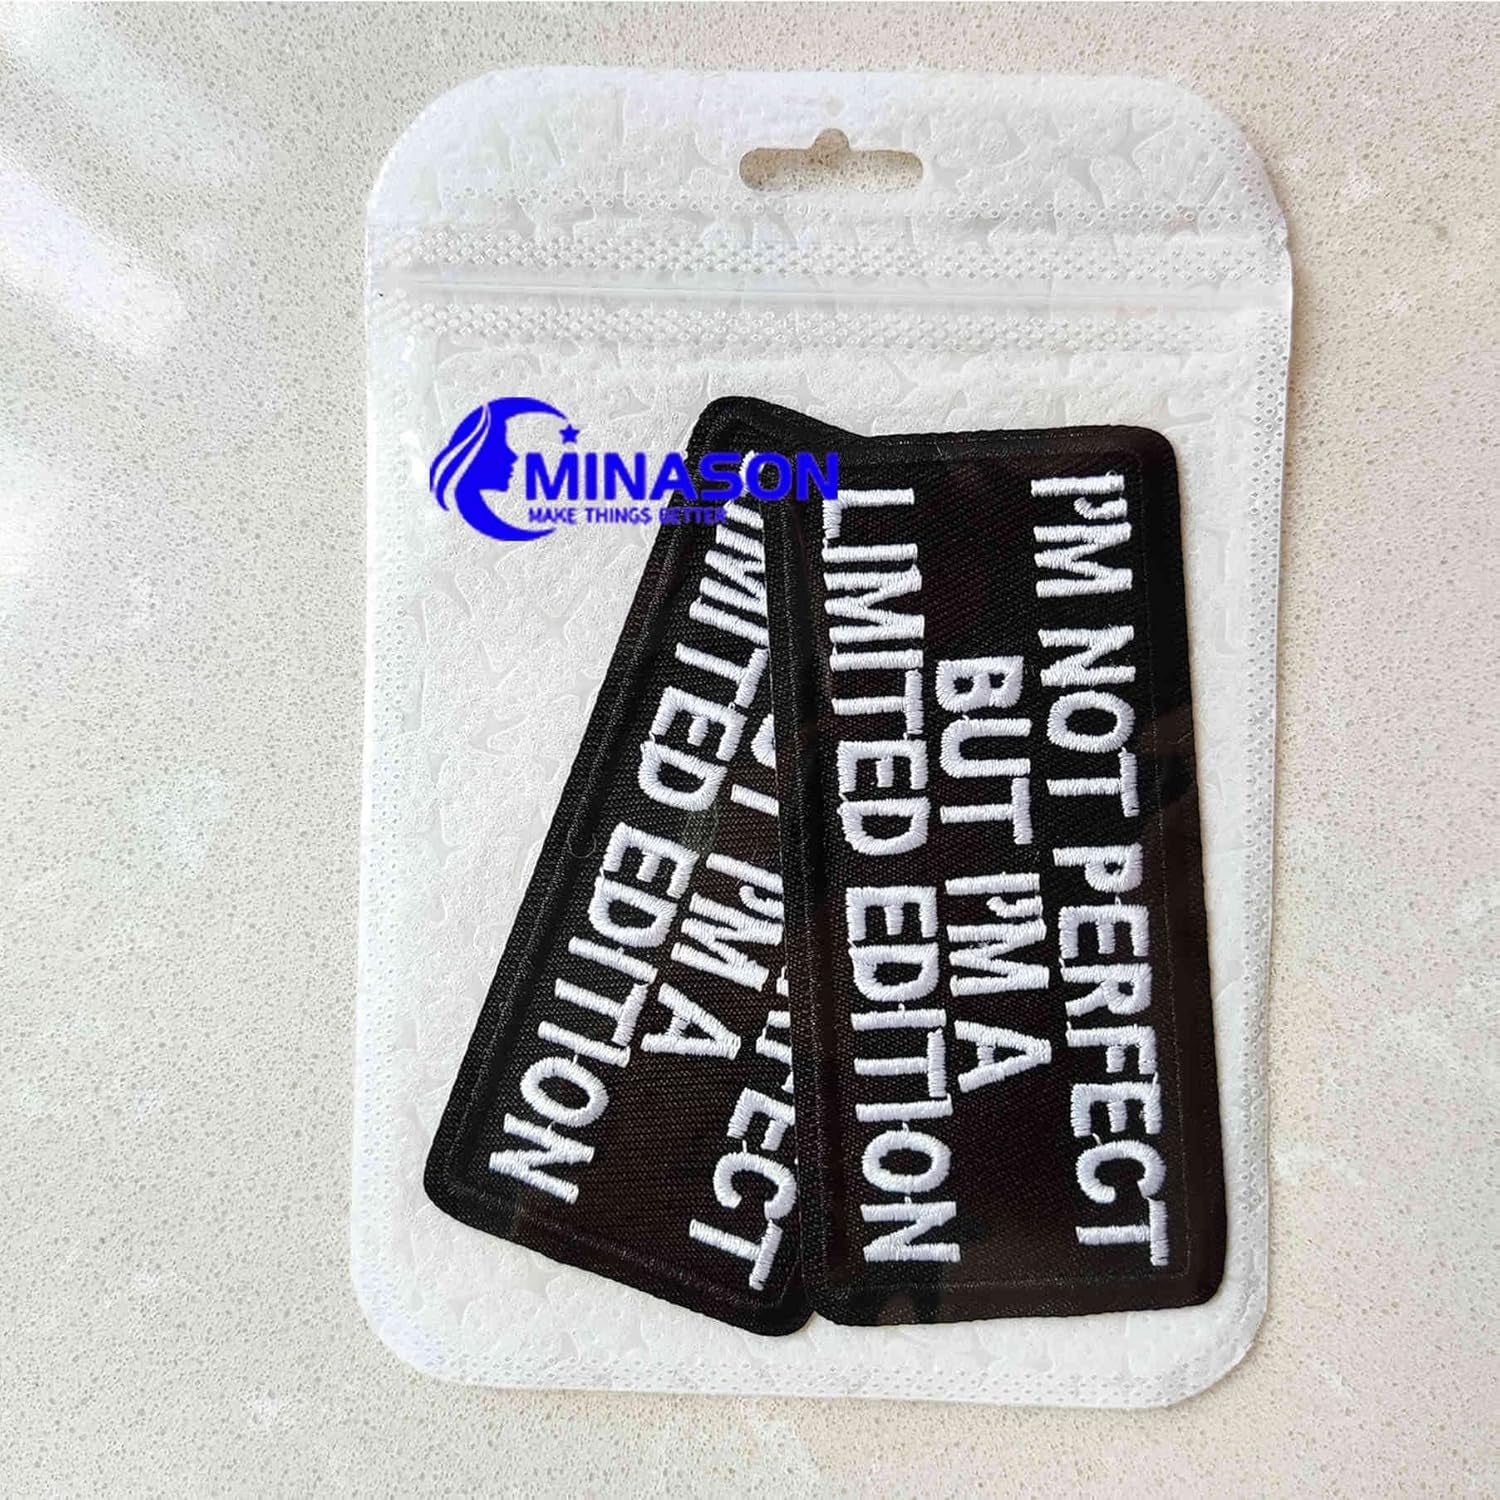 MINASON
MAKE THINGS BETTER
I'M NOT PERFECT
BUT I'M A
LIMITED EDITION
I'M A
LIMITED EDITION